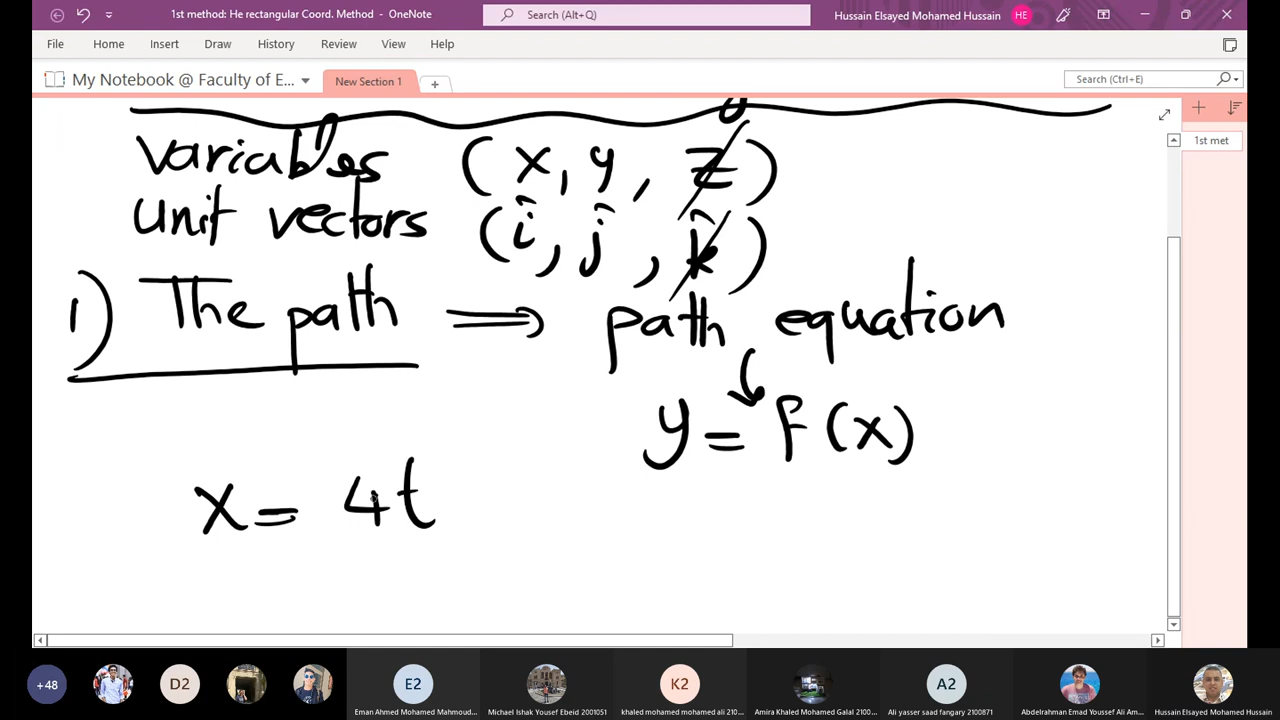 1st method: He rectangular Coord. Method - OneNote
Search (Alt+Q)
Hussain Elsayed Mohamed Hussain
HE
File Home Insert Draw History Review View Help
My Notebook @ Faculty of E...
New Section 1
Search (Ctrl+E)
1st met
variables (x, y, z)
unit vectors (î, ĵ, k̂)
1) The path ⟹ path equation
y = f(x)
x = 4t
+48
D2
E2
K2
A2
Eman Ahmed Mohamed Mahmoud...
Michael Ishak Yousef Ebeid 2001051
khaled mohamed mohamed ali 210...
Amira Khaled Mohamed Galal 2100...
Ali yasser saad fangary 2100871
Abdelrahman Emad Youssef Ali Am...
Hussain Elsayed Mohamed Hussain